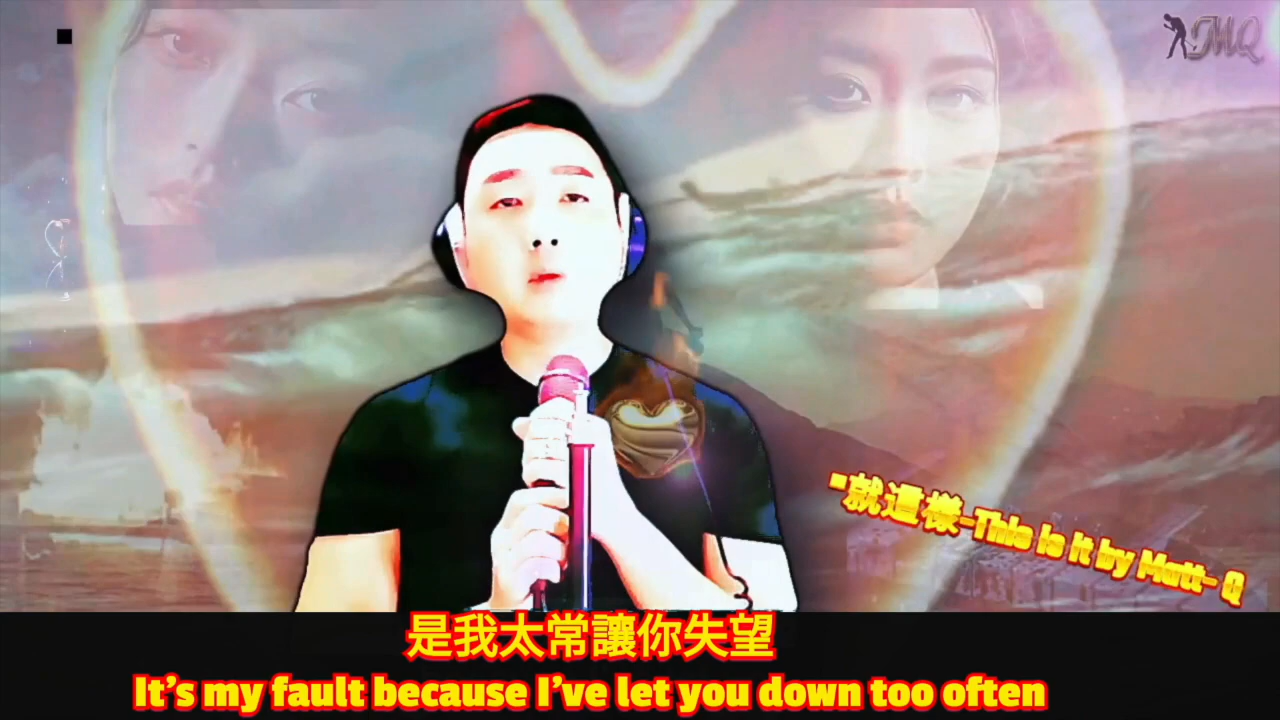 MQ
"就這樣-This is it by Matt- Q
是我太常讓你失望
It's my fault because I've let you down too often